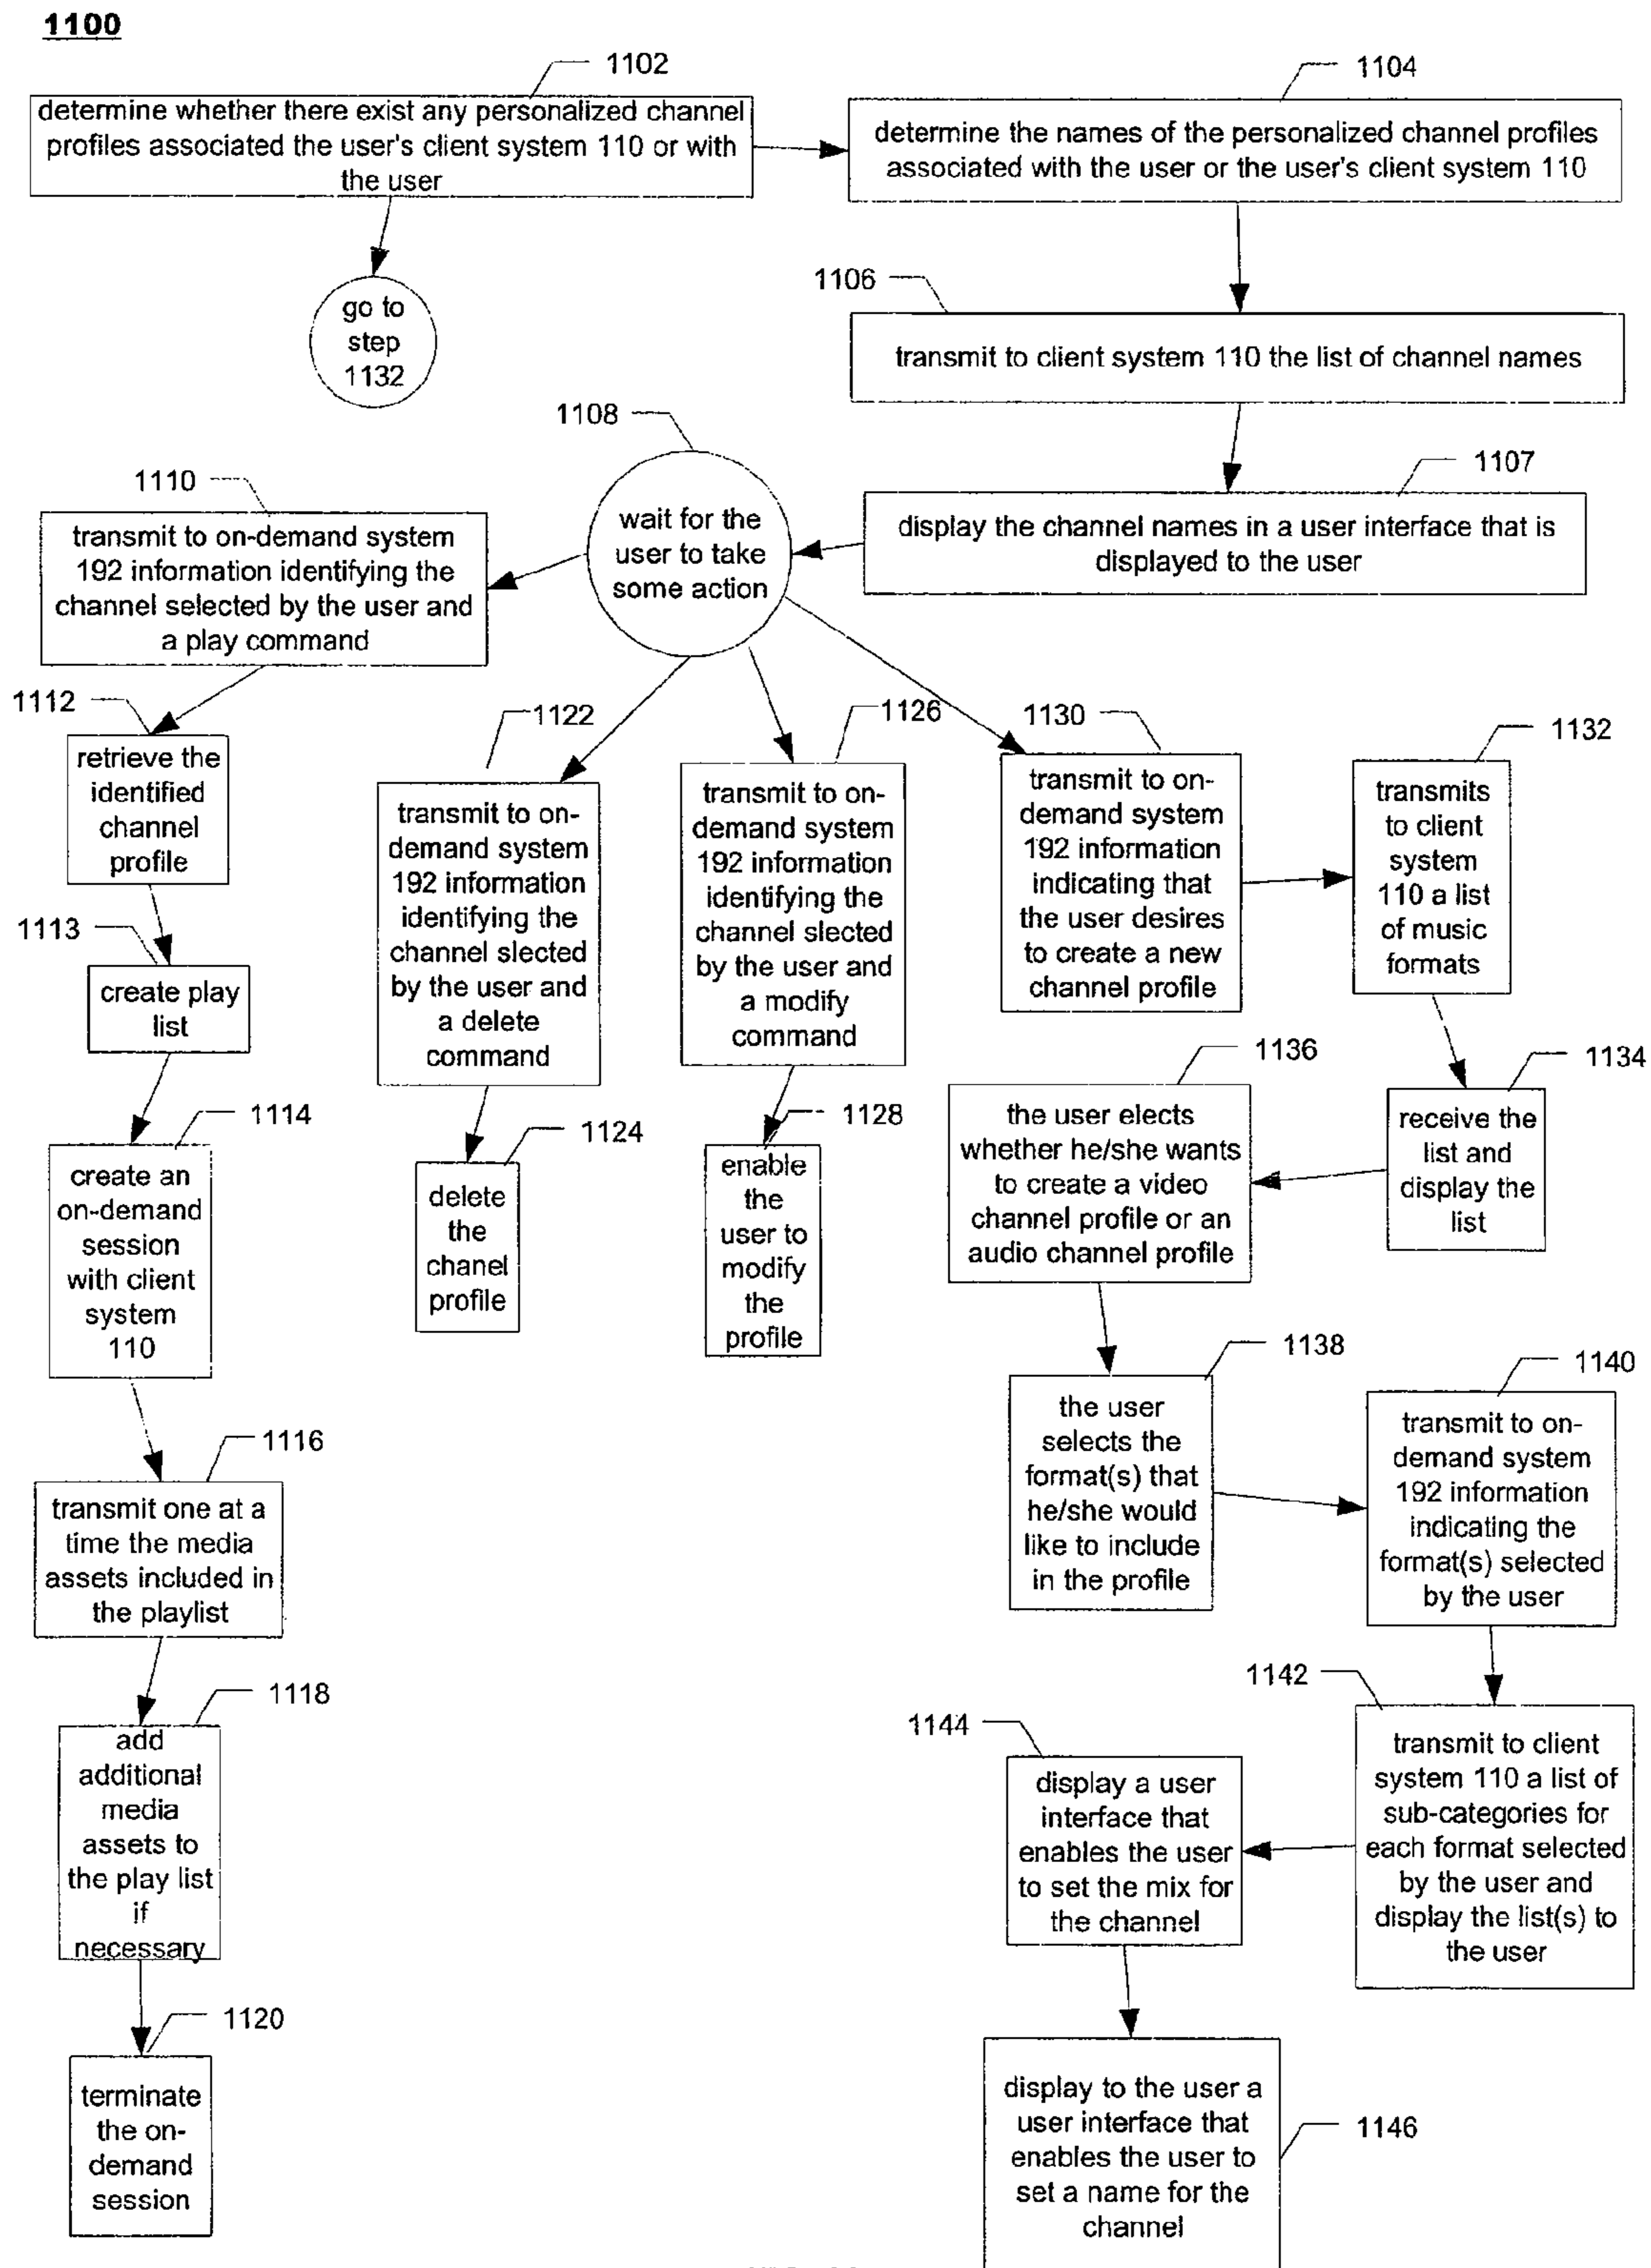 1100
1102
determine whether there exist any personalized channel
profiles associated the user's client system 110 or with
the user
1104
determine the names of the personalized channel profiles
associated with the user or the user's client system 110
go to
step
1132
1106
transmit to client system 110 the list of channel names
1107
display the channel names in a user interface that is
displayed to the user
1108
wait for the
user to take
some action
1110
transmit to on-demand system
192 information identifying the
channel selected by the user and
a play command
1112
retrieve the
identified
channel
profile
1113
create play
list
1114
create an
on-demand
session
with client
system
110
1116
transmit one at a
time the media
assets included in
the playlist
1118
add
additional
media
assets to
the play list
if
necessary
1120
terminate
the on-
demand
session
1122
transmit to on-
demand system
192 information
identifying the
channel slected
by the user and
a delete
command
1124
delete
the
chanel
profile
1126
transmit to on-
demand system
192 information
identifying the
channel slected
by the user and
a modify
command
1128
enable
the
user to
modify
the
profile
1130
transmit to on-
demand system
192 information
indicating that
the user desires
to create a new
channel profile
1132
transmits
to client
system
110 a list
of music
formats
1134
receive the
list and
display the
list
1136
the user elects
whether he/she wants
to create a video
channel profile or an
audio channel profile
1138
the user
selects the
format(s) that
he/she would
like to include
in the profile
1140
transmit to on-
demand system
192 information
indicating the
format(s) selected
by the user
1142
transmit to client
system 110 a list of
sub-categories for
each format selected
by the user and
display the list(s) to
the user
1144
display a user
interface that
enables the user
to set the mix for
the channel
1146
display to the user a
user interface that
enables the user to
set a name for the
channel